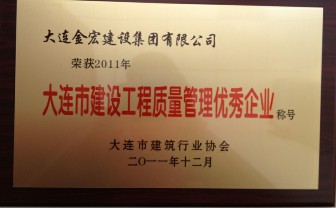 大连金宏建设集团有限公司
荣获2011年
大连市建设工程质量管理优秀企业 称号
大连市建筑行业协会
二〇一一年十二月